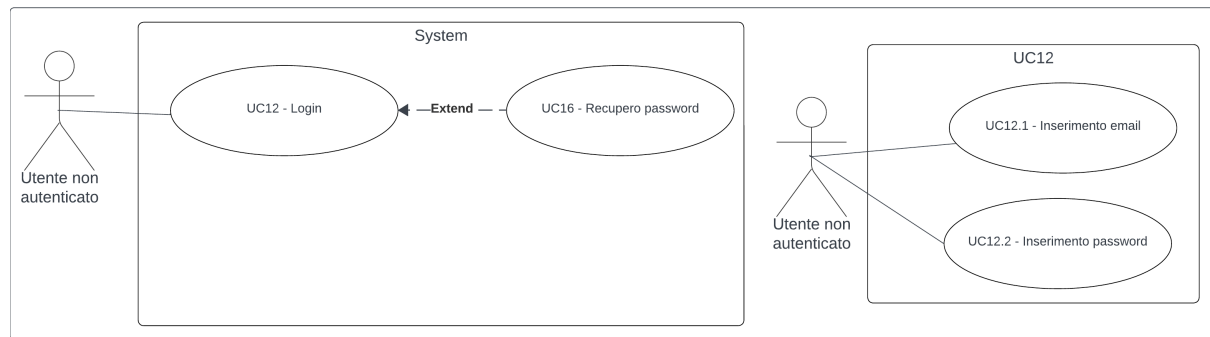 System
UC12 - Login
Extend
UC16 - Recupero password
Utente non
autenticato
UC12
UC12.1 - Inserimento email
UC12.2 - Inserimento password
Utente non
autenticato